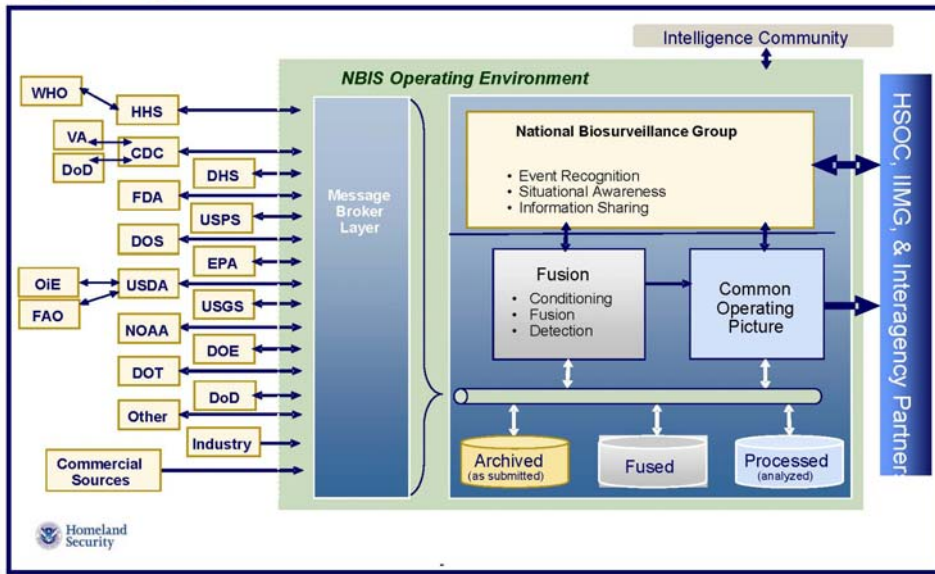 Intelligence Community
NBIS Operating Environment
WHO
HHS
VA
CDC
DoD
DHS
FDA
USPS
DOS
EPA
OiE
USDA
FAO
USGS
NOAA
DOE
DOT
DoD
Other
Industry
Commercial
Sources
Message
Broker
Layer
National Biosurveillance Group
• Event Recognition
• Situational Awareness
• Information Sharing
Fusion
• Conditioning
• Fusion
• Detection
Common
Operating
Picture
Archived
(as submitted)
Fused
Processed
(analyzed)
HSOC, IIMG, & Interagency Partners
Homeland
Security